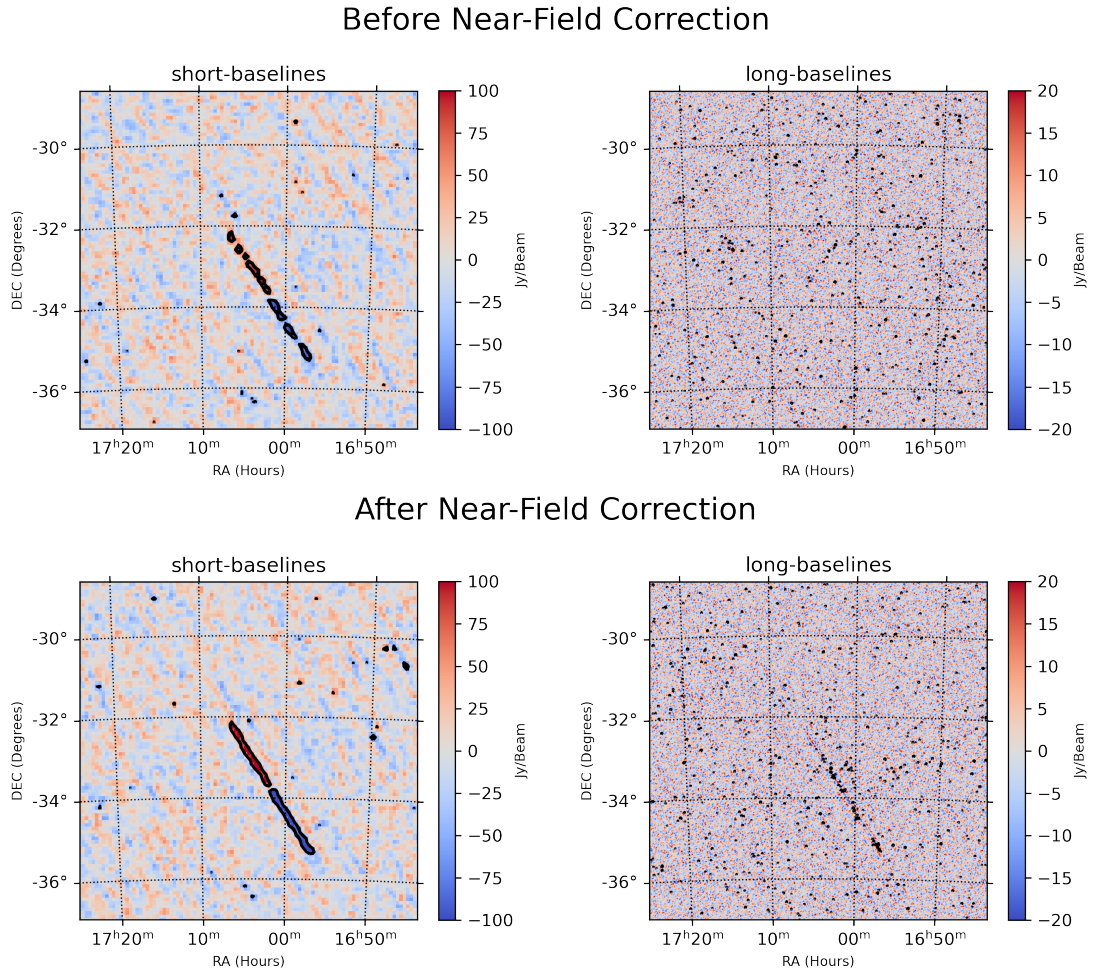 Before Near-Field Correction
short-baselines
long-baselines
-30°
-32°
-34°
-36°
DEC (Degrees)
17ʰ20ᵐ
10ᵐ
00ᵐ
16ʰ50ᵐ
RA (Hours)
100
75
50
25
0
−25
−50
−75
−100
Jy/Beam
-30°
-32°
-34°
-36°
DEC (Degrees)
17ʰ20ᵐ
10ᵐ
00ᵐ
16ʰ50ᵐ
RA (Hours)
20
15
10
5
0
−5
−10
−15
−20
Jy/Beam
After Near-Field Correction
short-baselines
long-baselines
-30°
-32°
-34°
-36°
DEC (Degrees)
17ʰ20ᵐ
10ᵐ
00ᵐ
16ʰ50ᵐ
RA (Hours)
100
75
50
25
0
−25
−50
−75
−100
Jy/Beam
-30°
-32°
-34°
-36°
DEC (Degrees)
17ʰ20ᵐ
10ᵐ
00ᵐ
16ʰ50ᵐ
RA (Hours)
20
15
10
5
0
−5
−10
−15
−20
Jy/Beam